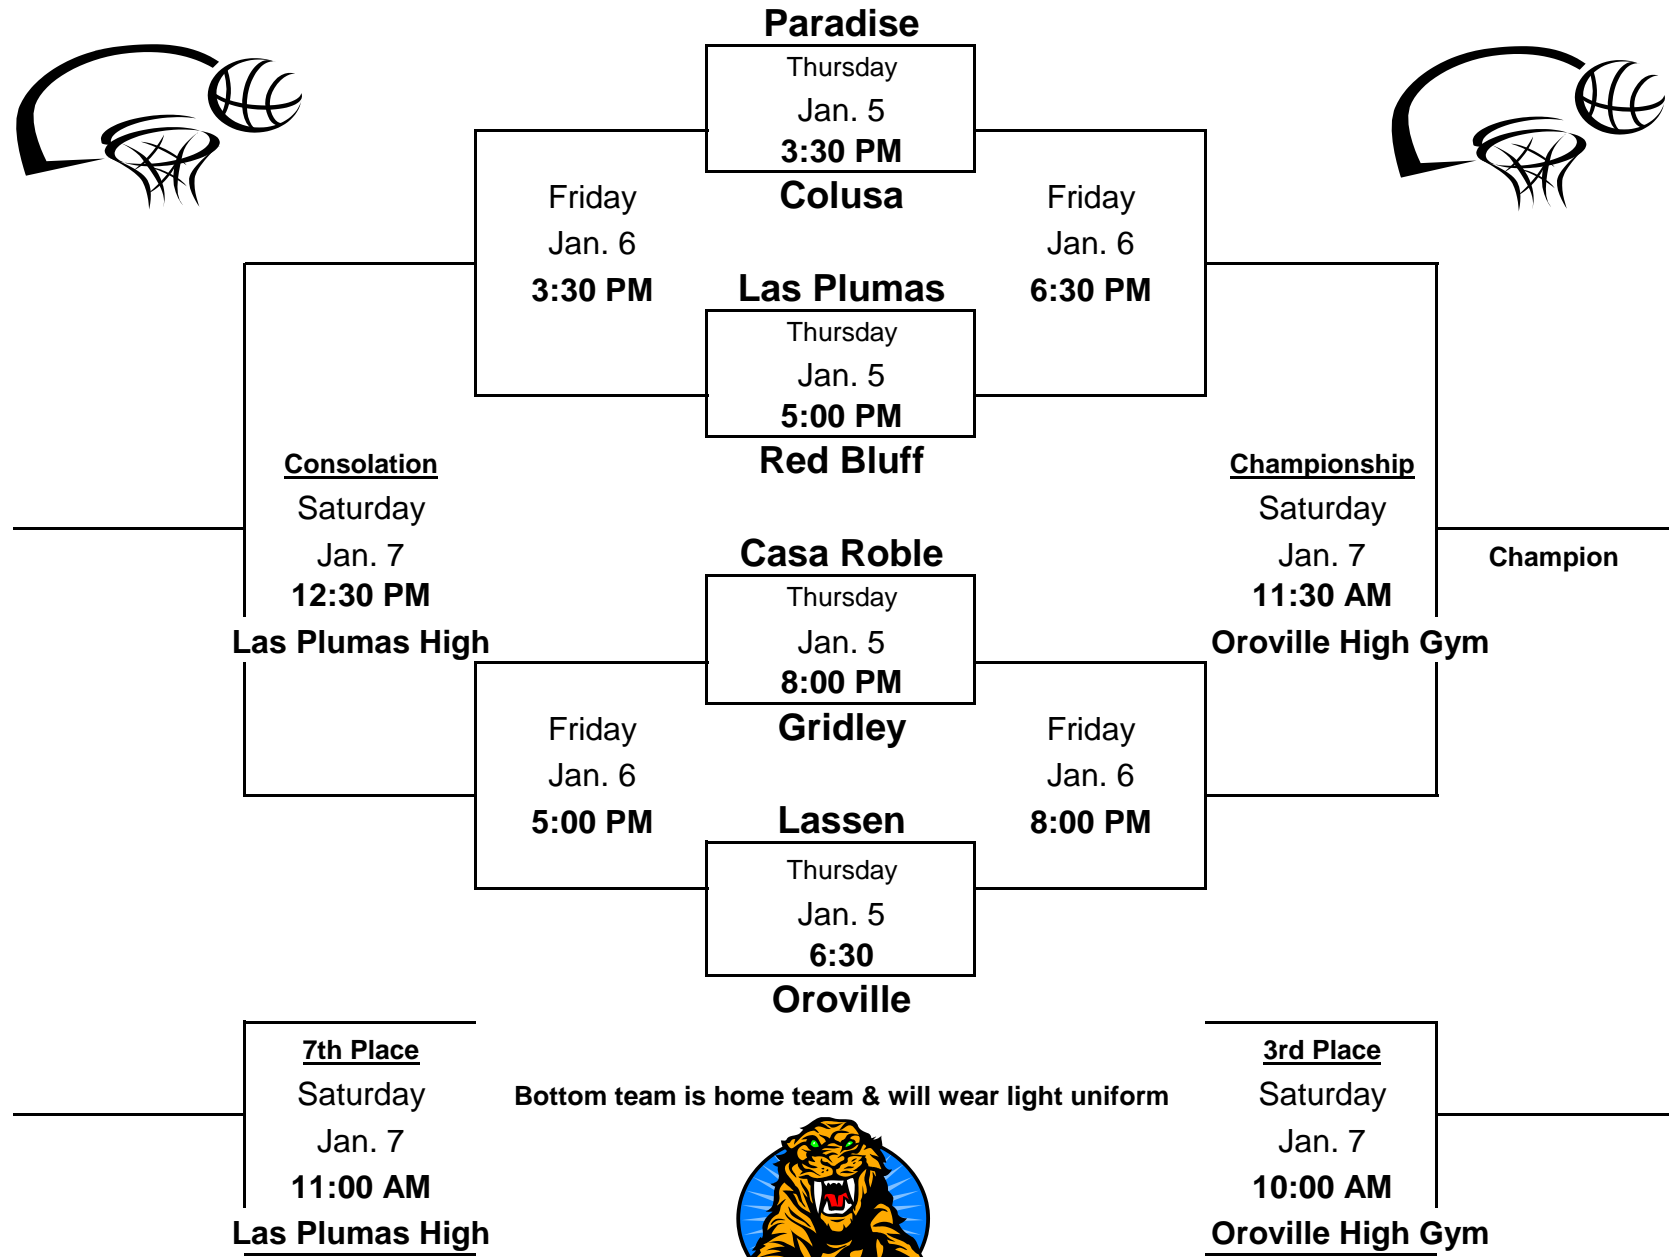 Paradise
Thursday
Jan. 5
3:30 PM
Colusa
Friday
Jan. 6
3:30 PM
Friday
Jan. 6
6:30 PM
Las Plumas
Thursday
Jan. 5
5:00 PM
Red Bluff
Consolation
Saturday
Jan. 7
12:30 PM
Las Plumas High
Championship
Saturday
Jan. 7
11:30 AM
Oroville High Gym
Champion
Casa Roble
Thursday
Jan. 5
8:00 PM
Gridley
Friday
Jan. 6
5:00 PM
Friday
Jan. 6
8:00 PM
Lassen
Thursday
Jan. 5
6:30
Oroville
7th Place
Saturday
Jan. 7
11:00 AM
Las Plumas High
Bottom team is home team & will wear light uniform
3rd Place
Saturday
Jan. 7
10:00 AM
Oroville High Gym